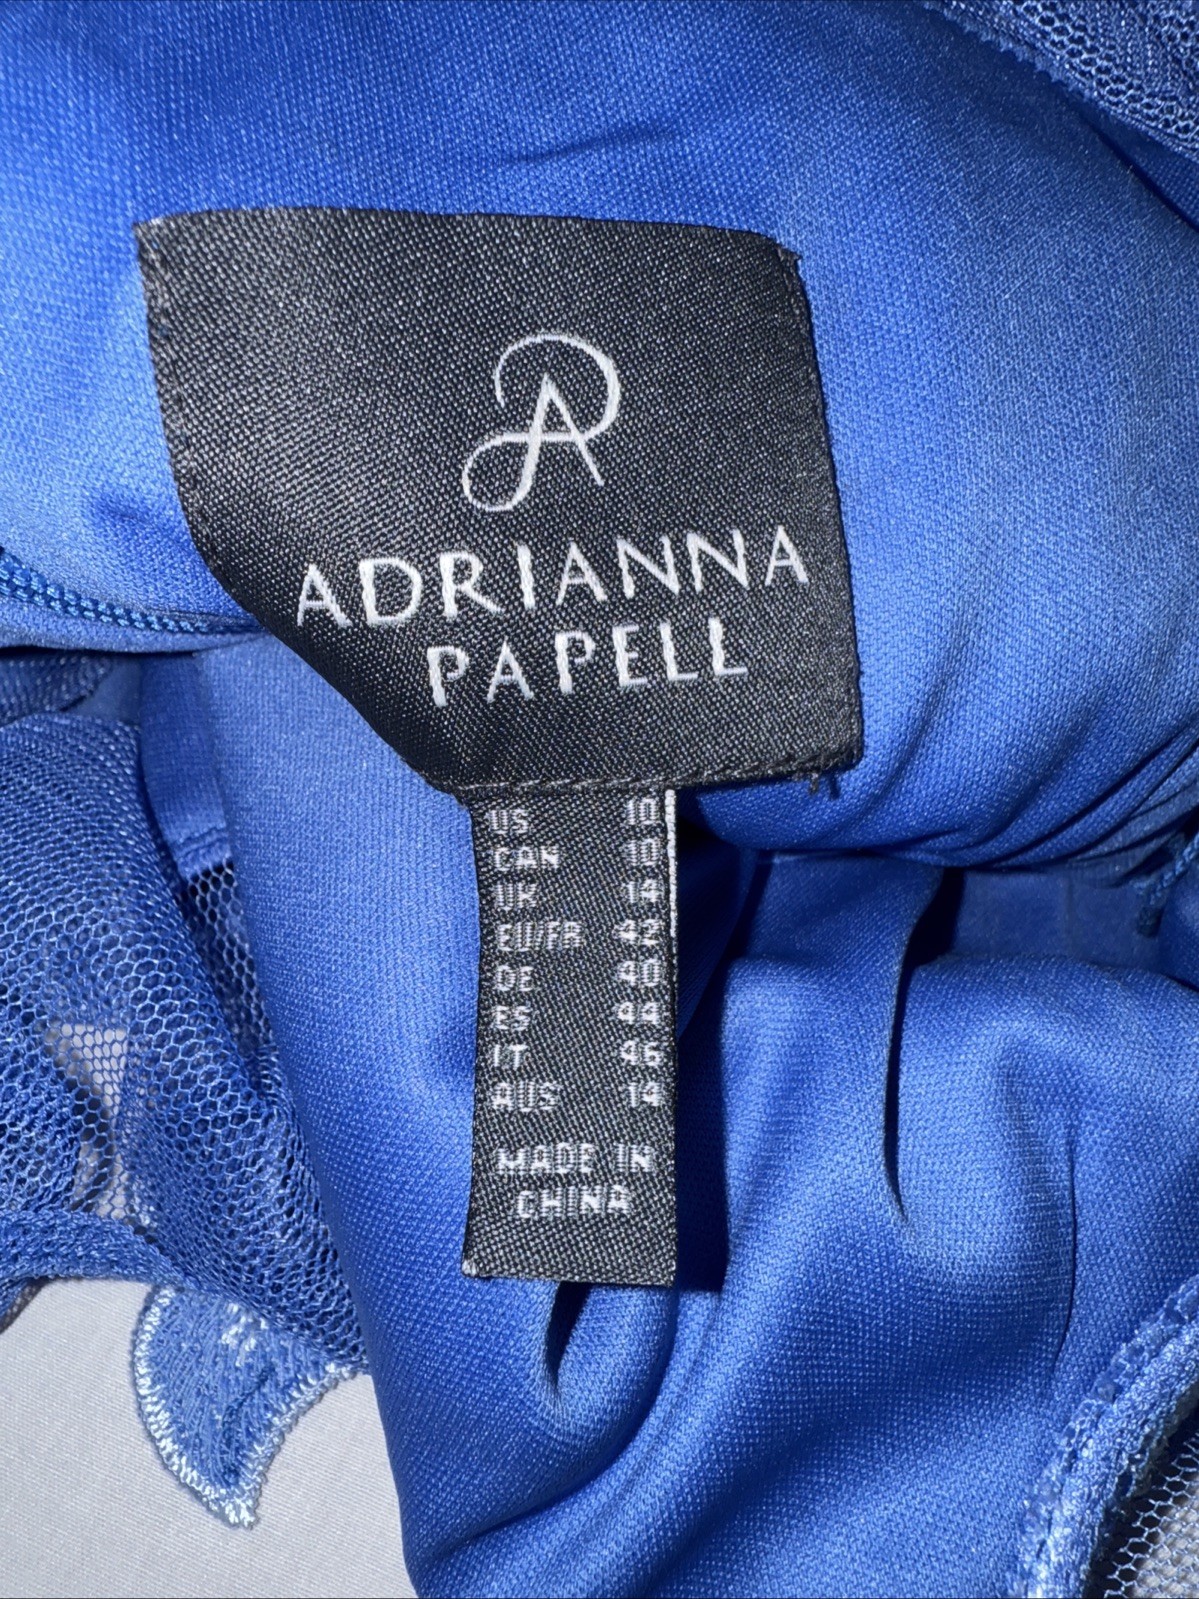 AP
ADRIANNA
PAPELL
US 10
CAN 10
UK 14
EU/FR 42
DE 40
ES 44
IT 46
AUS 14
MADE IN
CHINA